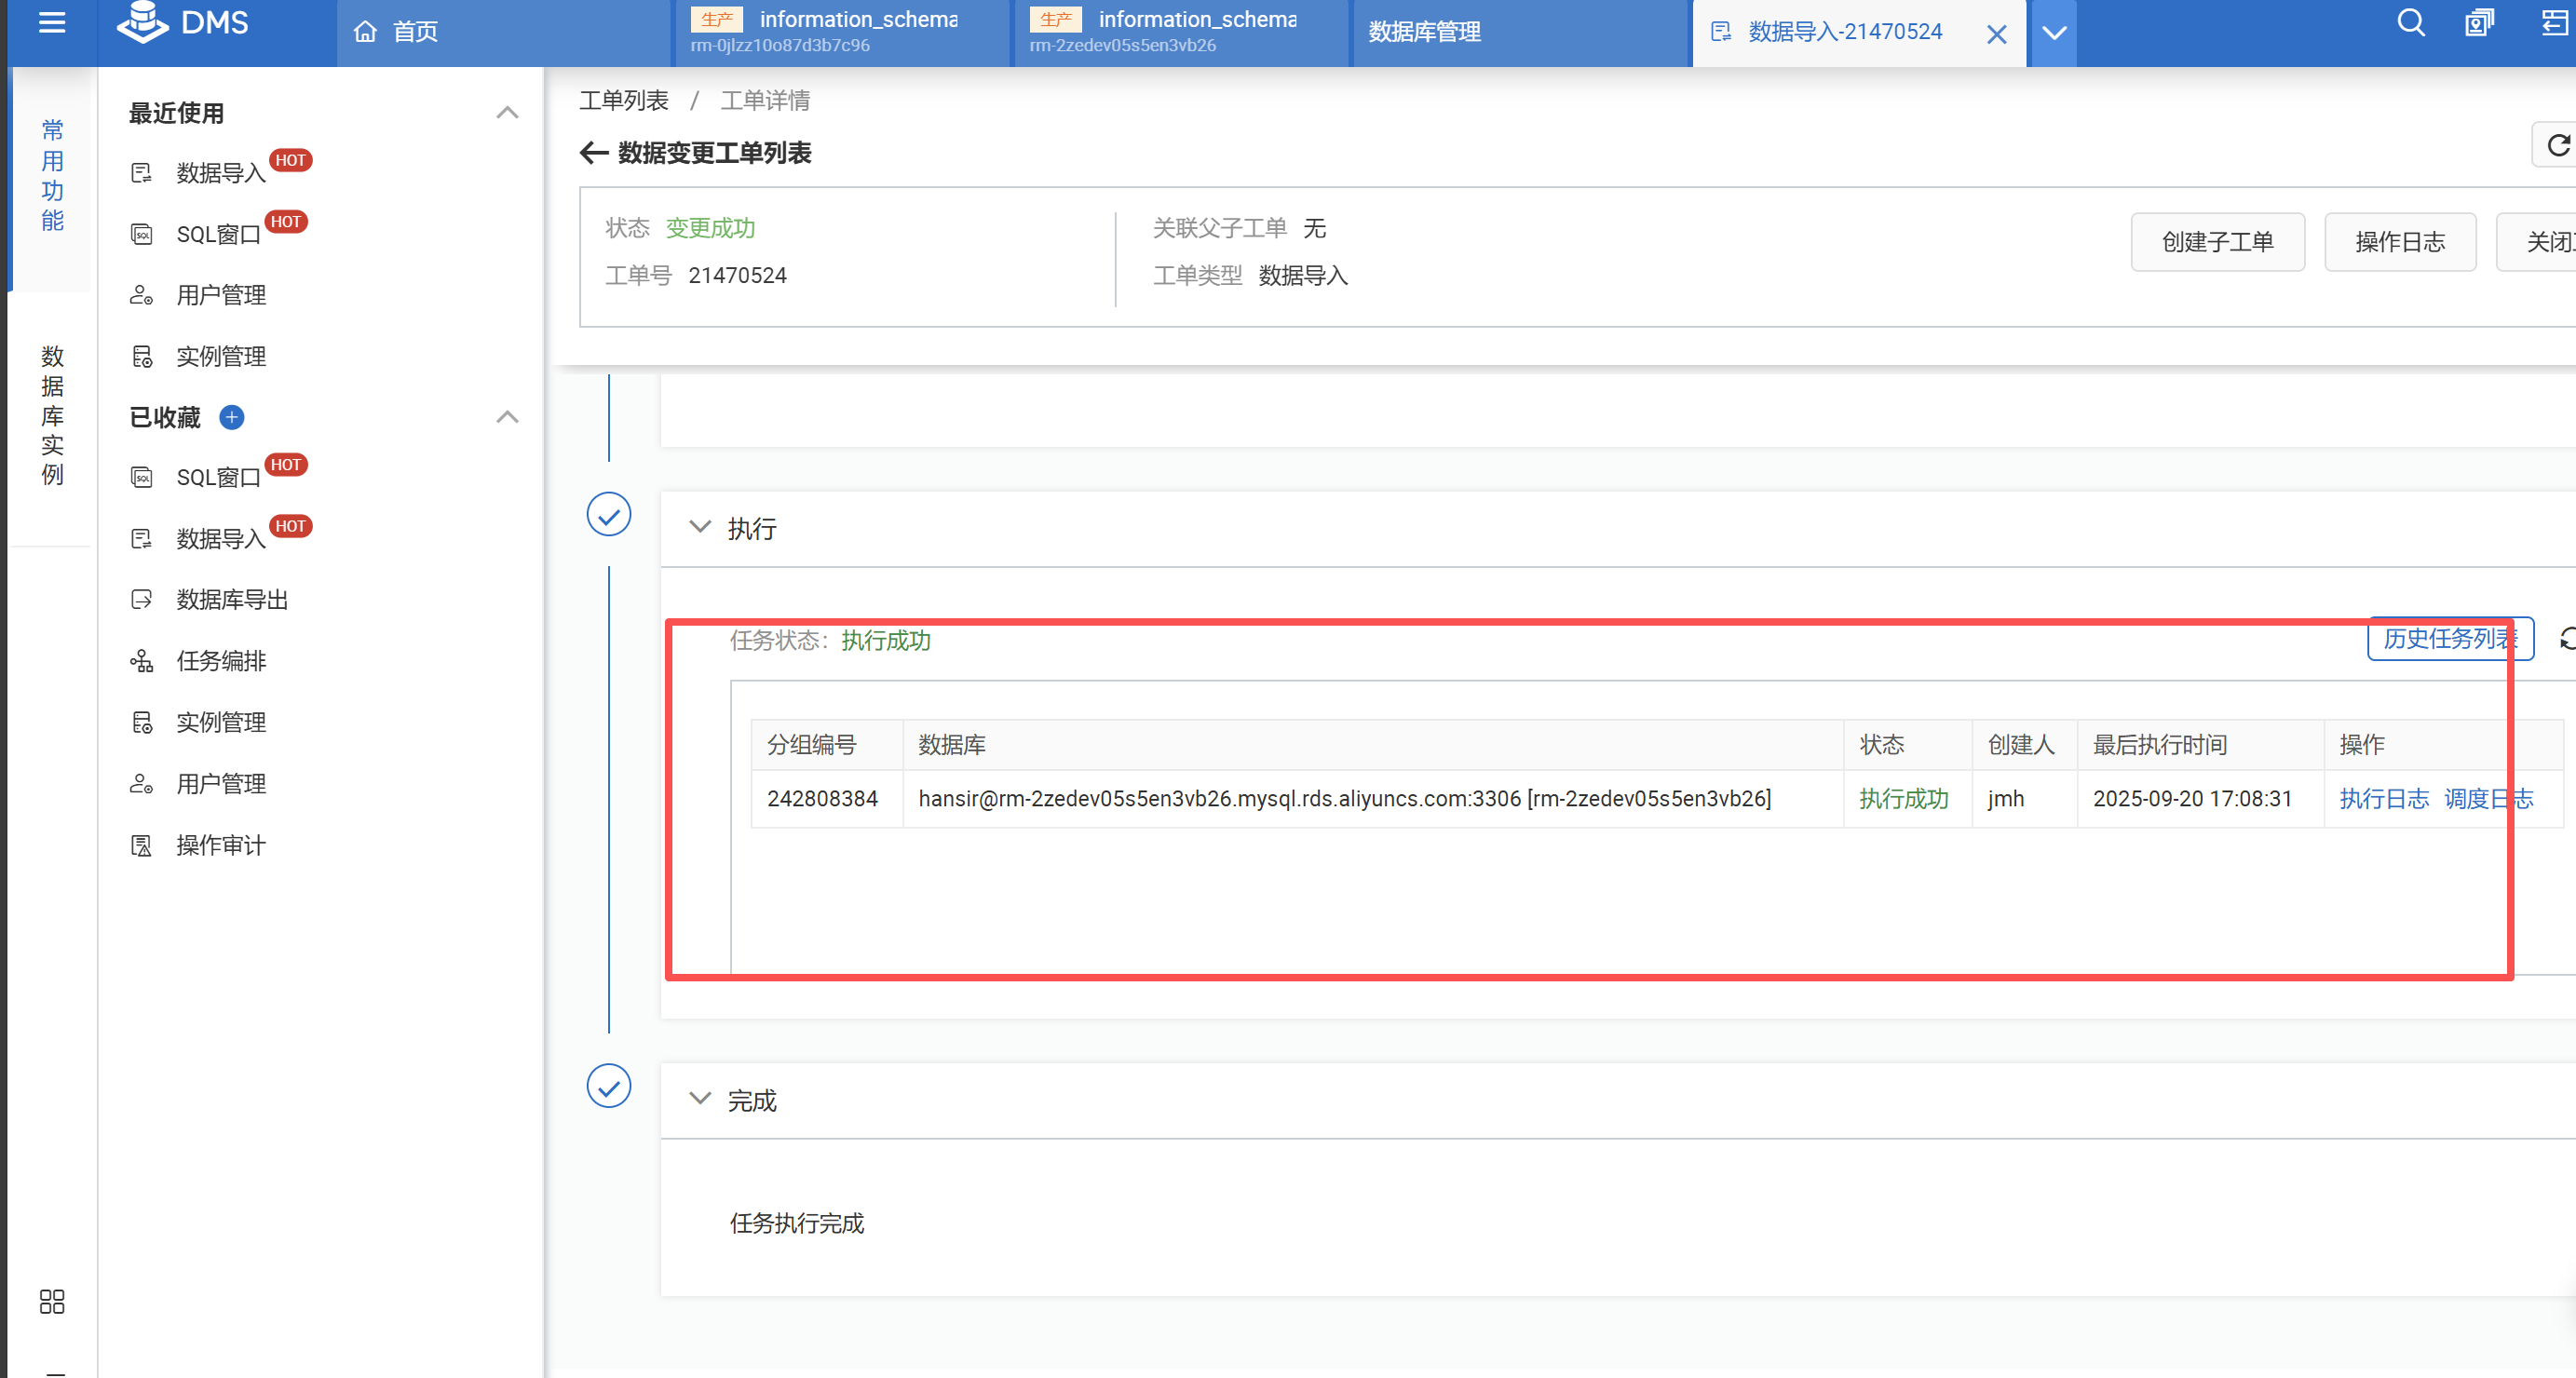 DMS
首页
生产 information_schema
rm-0jlzz10o87d3b7c96
生产 information_schema
rm-2zedev05s5en3vb26
数据库管理
数据导入-21470524
常用功能
数据库实例
最近使用
数据导入 HOT
SQL窗口 HOT
用户管理
实例管理
已收藏
SQL窗口 HOT
数据导入 HOT
数据库导出
任务编排
实例管理
用户管理
操作审计
工单列表 / 工单详情
数据变更工单列表
状态 变更成功
工单号 21470524
关联父子工单 无
工单类型 数据导入
创建子工单
操作日志
关闭
执行
任务状态：执行成功
历史任务列表
分组编号 数据库 状态 创建人 最后执行时间 操作
242808384 hansir@rm-2zedev05s5en3vb26.mysql.rds.aliyuncs.com:3306 [rm-2zedev05s5en3vb26] 执行成功 jmh 2025-09-20 17:08:31 执行日志 调度日志
完成
任务执行完成